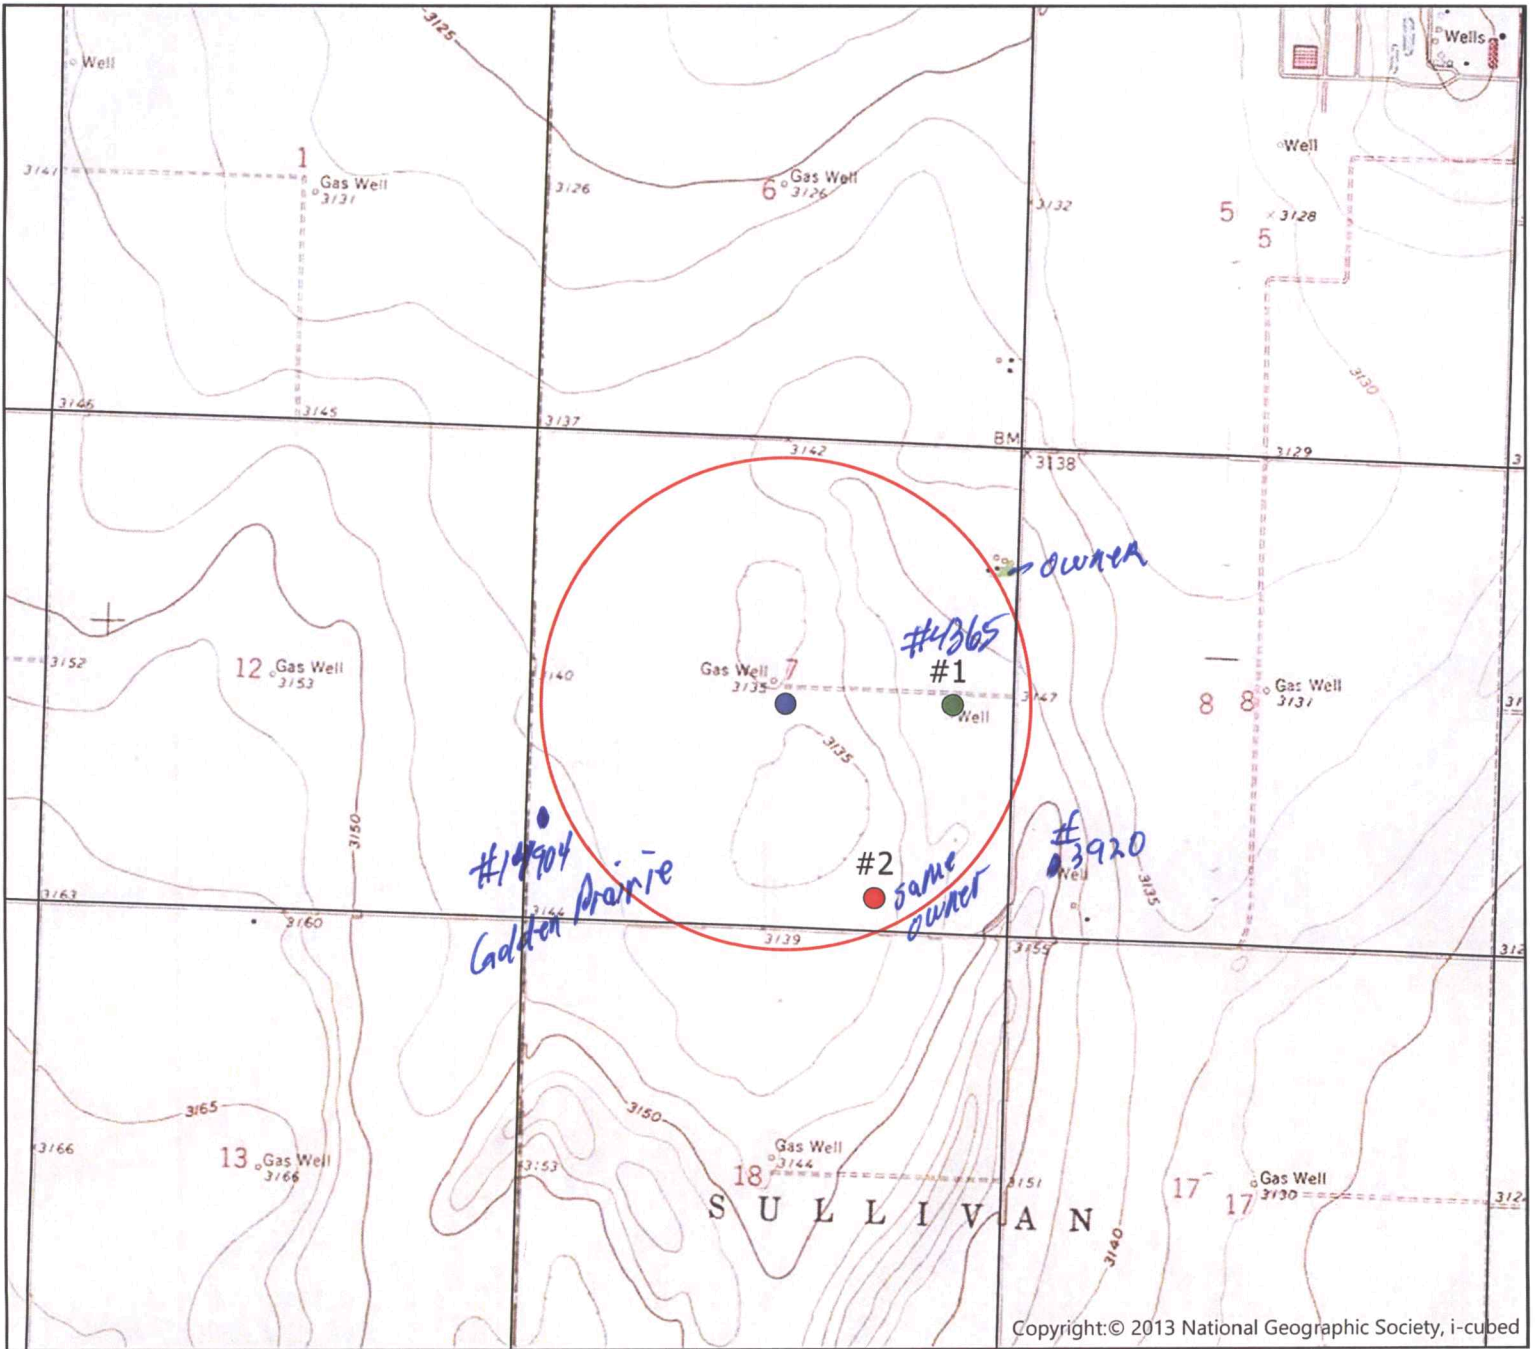 3125
Wells
Well
Well
3141
1
Gas Well
3131
3126
6
Gas Well
3126
3132
5
3128
5
3130
3146
3145
3137
BM
3142
3138
3129
owner
#4365
#1
3152
12
Gas Well
3153
3140
Gas Well
3135
7
Well
3147
8
8
Gas Well
3131
3135
3150
#14904
Golden Prairie
#2
same
owner
#
3920
Well
3135
3163
3160
3144
3139
3155
3165
3150
3166
13
Gas Well
3166
3153
18
Gas Well
3144
3151
17
17
Gas Well
3130
SULLIVAN
3140
Copyright:© 2013 National Geographic Society, i-cubed